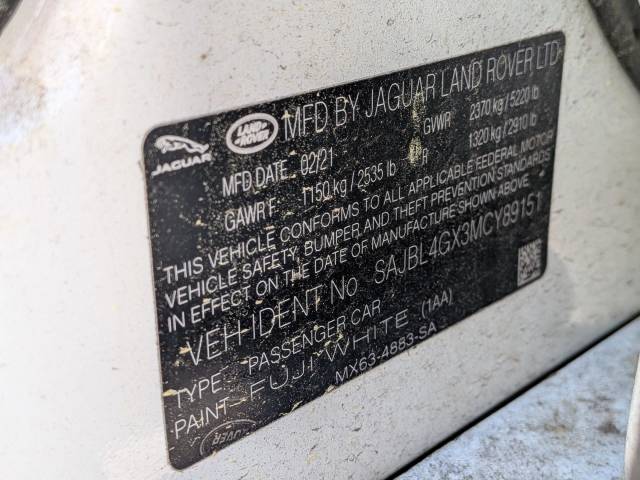 JAGUAR LAND ROVER MFD BY JAGUAR LAND ROVER LTD
MFD DATE 02/21 GVWR 2370 kg / 5220 lb
GAWR F 1150 kg / 2535 lb R 1320 kg / 2910 lb
THIS VEHICLE CONFORMS TO ALL APPLICABLE FEDERAL MOTOR
VEHICLE SAFETY, BUMPER AND THEFT PREVENTION STANDARDS
IN EFFECT ON THE DATE OF MANUFACTURE SHOWN ABOVE.
VEH IDENT No SAJBL4GX3MCY89151
TYPE: PASSENGER CAR
PAINT- FUJI WHITE (1AA)
MX63-4883-SA